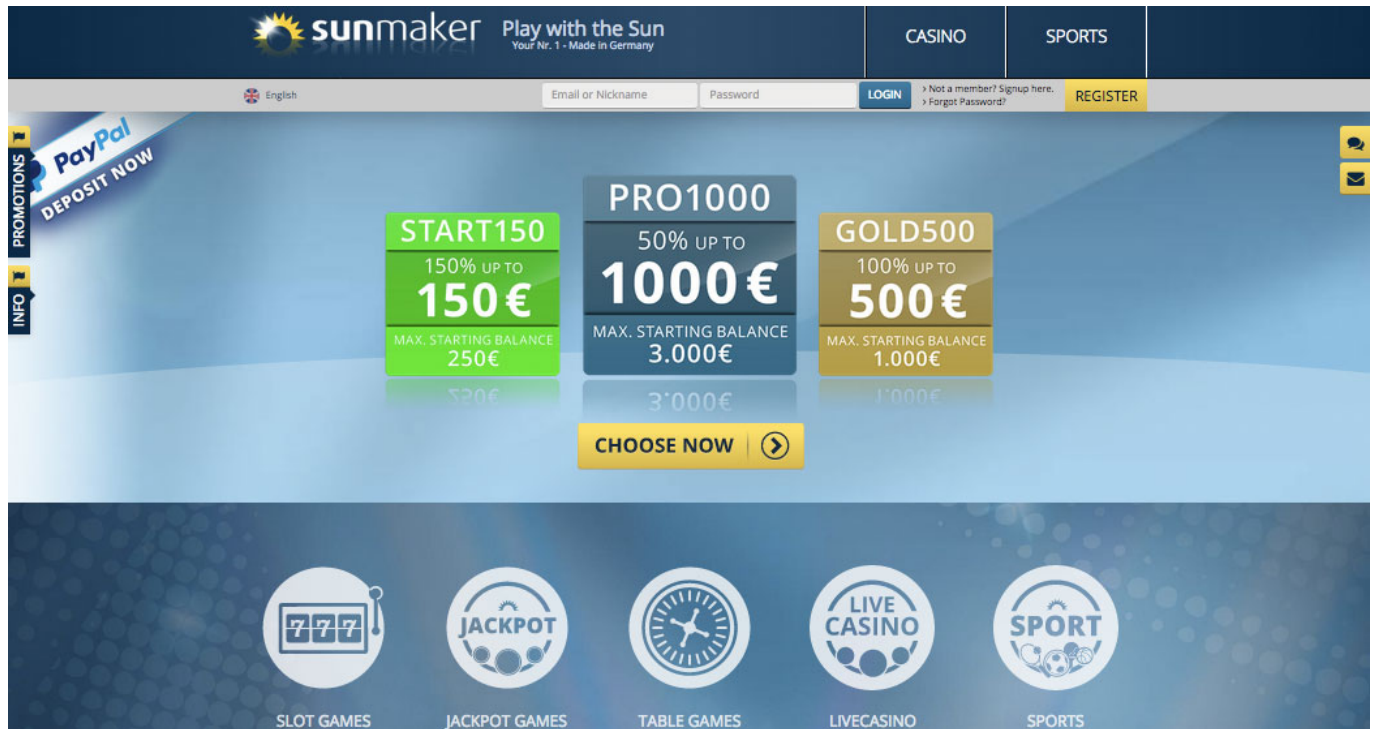 sunmaker
Play with the Sun
Your Nr. 1 - Made in Germany
CASINO
SPORTS
English
Email or Nickname
Password
LOGIN
› Not a member? Signup here.
› Forgot Password?
REGISTER
PayPal
DEPOSIT NOW
PROMOTIONS
INFO
START150
150% UP TO
150 €
MAX. STARTING BALANCE
250€
PRO1000
50% UP TO
1000 €
MAX. STARTING BALANCE
3.000€
GOLD500
100% UP TO
500 €
MAX. STARTING BALANCE
1.000€
CHOOSE NOW
777
JACKPOT
LIVE
CASINO
SPORT
SLOT GAMES
JACKPOT GAMES
TABLE GAMES
LIVECASINO
SPORTS